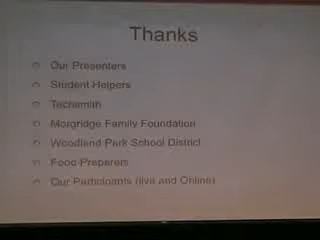 Thanks
Our Presenters
Student Helpers
Techsmith
Morgridge Family Foundation
Woodland Park School District
Food Preparers
Our Participants (live and Online)